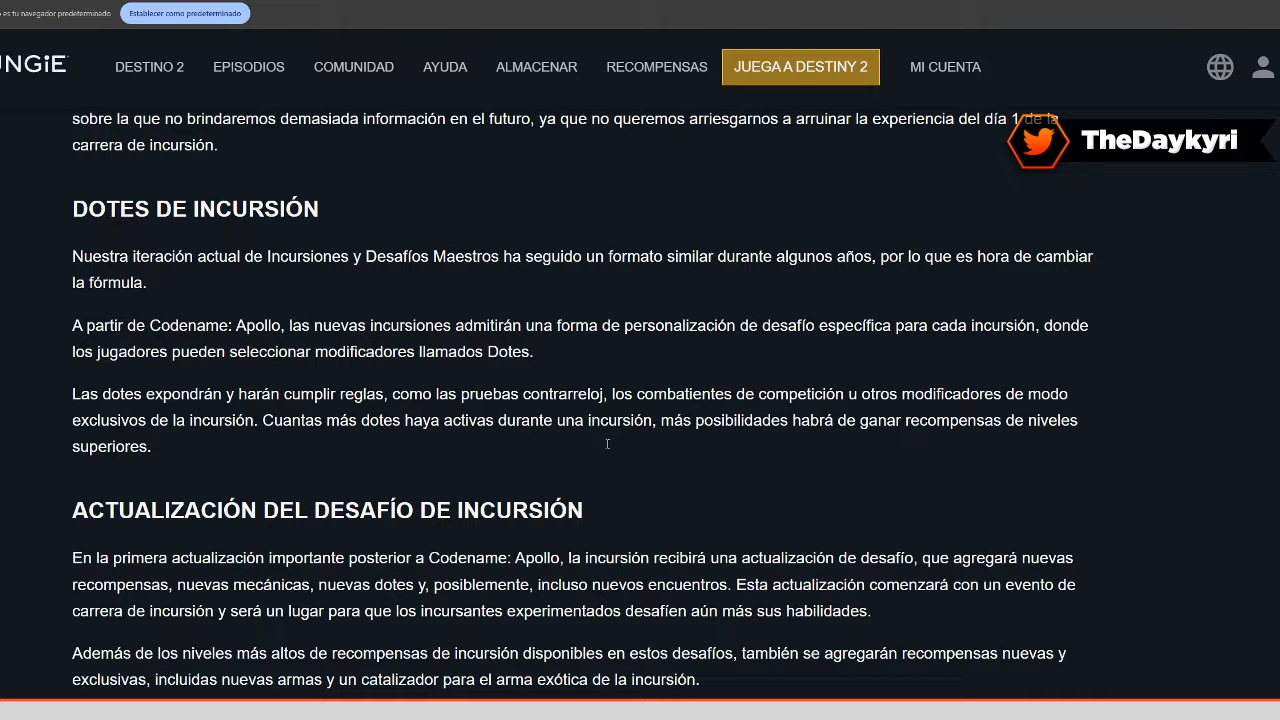 es tu navegador predeterminado
Establecer como predeterminado
UNGiE
DESTINO 2
EPISODIOS
COMUNIDAD
AYUDA
ALMACENAR
RECOMPENSAS
JUEGA A DESTINY 2
MI CUENTA
sobre la que no brindaremos demasiada información en el futuro, ya que no queremos arriesgarnos a arruinar la experiencia del día 1 de la
carrera de incursión.
TheDaykyri
DOTES DE INCURSIÓN
Nuestra iteración actual de Incursiones y Desafíos Maestros ha seguido un formato similar durante algunos años, por lo que es hora de cambiar
la fórmula.
A partir de Codename: Apollo, las nuevas incursiones admitirán una forma de personalización de desafío específica para cada incursión, donde
los jugadores pueden seleccionar modificadores llamados Dotes.
Las dotes expondrán y harán cumplir reglas, como las pruebas contrarreloj, los combatientes de competición u otros modificadores de modo
exclusivos de la incursión. Cuantas más dotes haya activas durante una incursión, más posibilidades habrá de ganar recompensas de niveles
superiores.
ACTUALIZACIÓN DEL DESAFÍO DE INCURSIÓN
En la primera actualización importante posterior a Codename: Apollo, la incursión recibirá una actualización de desafío, que agregará nuevas
recompensas, nuevas mecánicas, nuevas dotes y, posiblemente, incluso nuevos encuentros. Esta actualización comenzará con un evento de
carrera de incursión y será un lugar para que los incursantes experimentados desafíen aún más sus habilidades.
Además de los niveles más altos de recompensas de incursión disponibles en estos desafíos, también se agregarán recompensas nuevas y
exclusivas, incluidas nuevas armas y un catalizador para el arma exótica de la incursión.